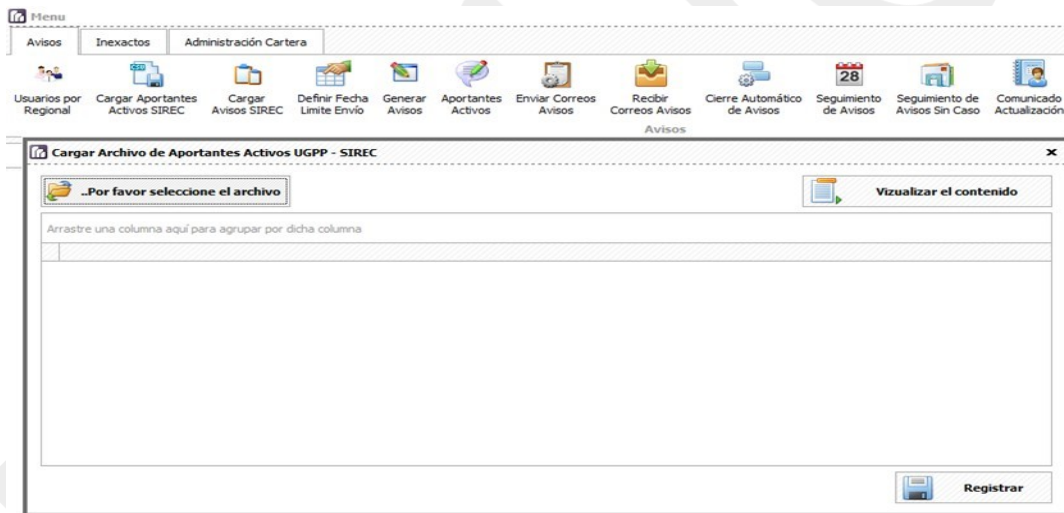 Menu
Avisos Inexactos Administración Cartera
Usuarios por Regional
Cargar Aportantes Activos SIREC
Cargar Avisos SIREC
Definir Fecha Limite Envío
Generar Avisos
Aportantes Activos
Enviar Correos Avisos
Recibir Correos Avisos
Cierre Automático de Avisos
28
Seguimiento de Avisos
Seguimiento de Avisos Sin Caso
Comunicado Actualización
Avisos
Cargar Archivo de Aportantes Activos UGPP - SIREC
..Por favor seleccione el archivo
Vizualizar el contenido
Arrastre una columna aquí para agrupar por dicha columna
Registrar